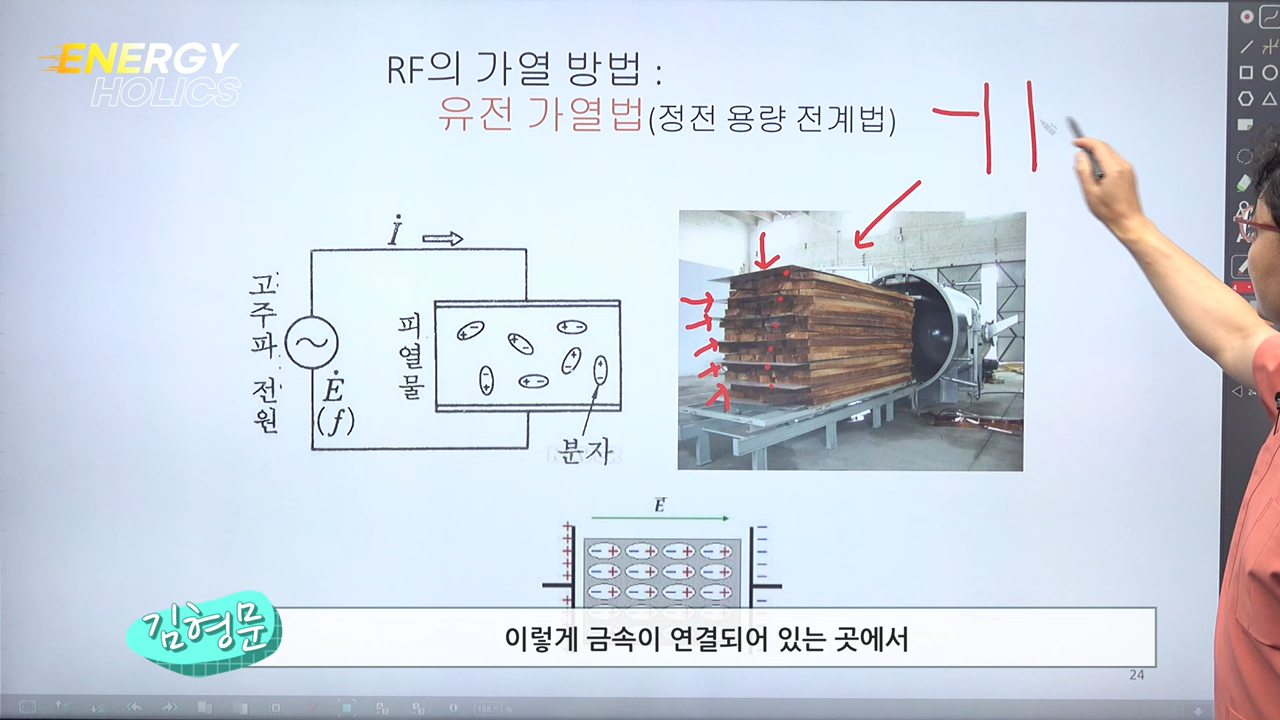 ENERGY
HOLICS
RF의 가열 방법 :
유전 가열법(정전 용량 전계법)
İ
고주파 전원
~
Ė
(f)
피열물
+ -
+ -
+ -
+ -
+ -
+ -
+ -
분자
E
- + - + - + - +
- + - + - + - +
- + - + - + - +
김형문
이렇게 금속이 연결되어 있는 곳에서
24